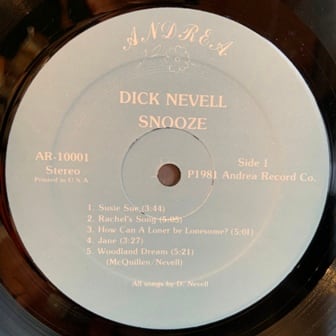 ANDREA
DICK NEVELL
SNOOZE
AR-10001
Stereo
Printed in U S A
Side 1
P1981 Andrea Record Co.
1. Susie Sue (3:44)
2. Rachel's Song (5:05)
3. How Can A Loner be Lonesome? (5:01)
4. Jane (3:27)
5. Woodland Dream (5:21)
(McQuillen/Nevell)
All songs by D. Nevell